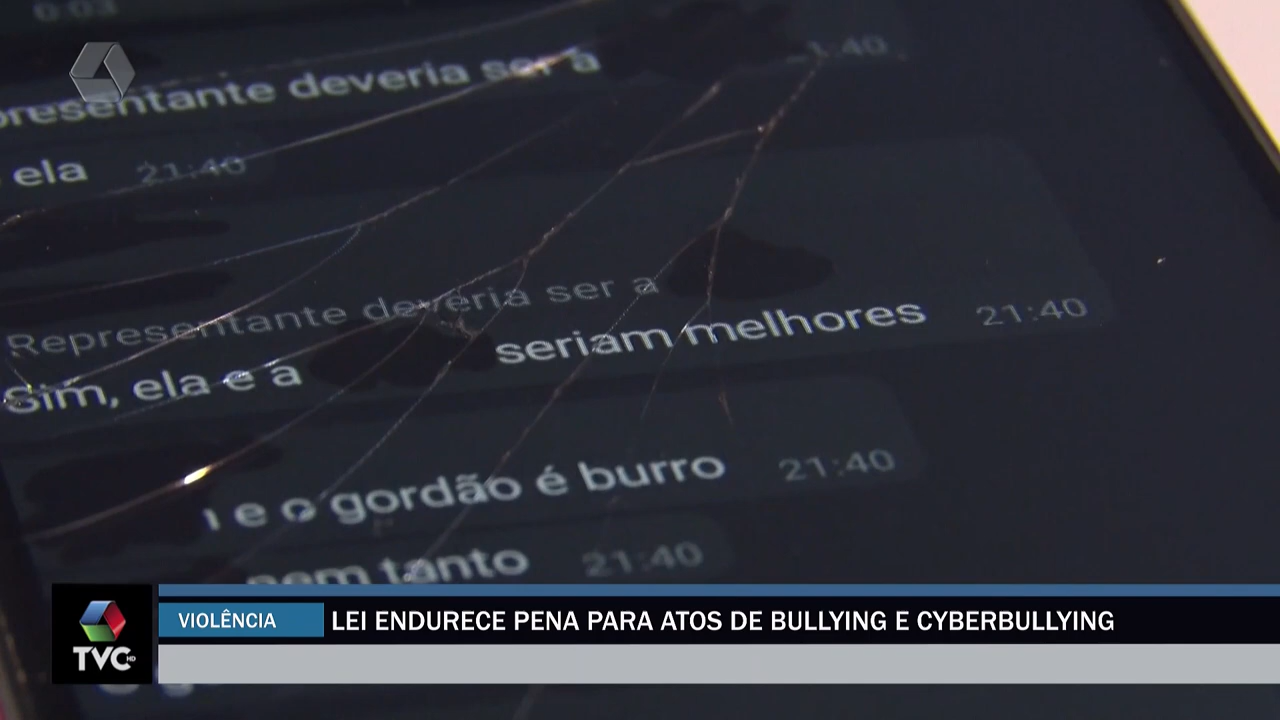 0:03
presentante deveria ser a
21:40
ela 21:40
Representante deveria ser a
Sim, ela e a seriam melhores 21:40
e o gordão é burro 21:40
nem tanto 21:40
VIOLÊNCIA
LEI ENDURECE PENA PARA ATOS DE BULLYING E CYBERBULLYING
TVC HD